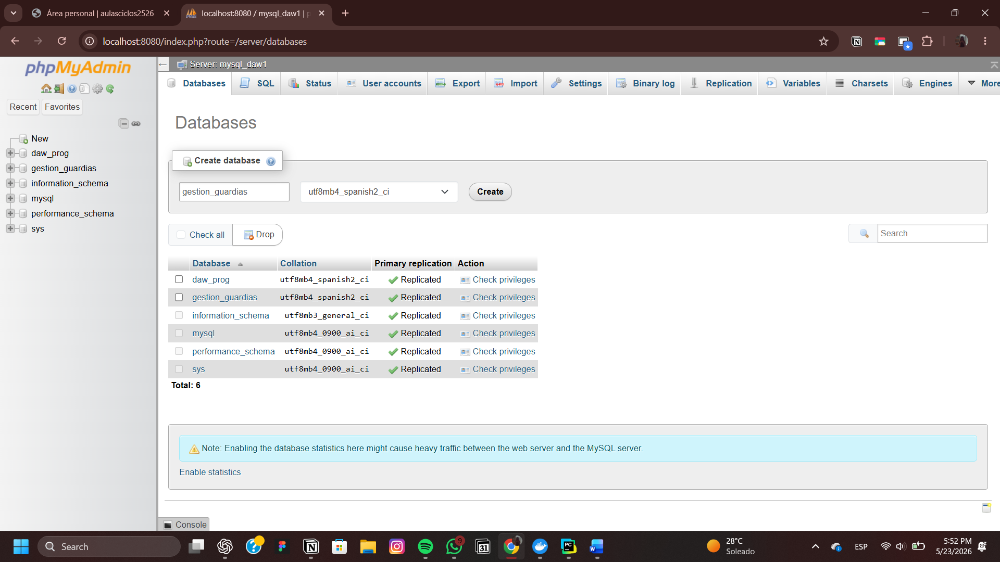 Área personal | aulasciclos2526
localhost:8080 / mysql_daw1 | p
localhost:8080/index.php?route=/server/databases
phpMyAdmin
Recent
Favorites
New
daw_prog
gestion_guardias
information_schema
mysql
performance_schema
sys
Server: mysql_daw1
Databases
SQL
Status
User accounts
Export
Import
Settings
Binary log
Replication
Variables
Charsets
Engines
More
Databases
Create database
gestion_guardias
utf8mb4_spanish2_ci
Create
Check all
Drop
Search
Database Collation Primary replication Action
daw_prog utf8mb4_spanish2_ci Replicated Check privileges
gestion_guardias utf8mb4_spanish2_ci Replicated Check privileges
information_schema utf8mb3_general_ci Replicated Check privileges
mysql utf8mb4_0900_ai_ci Replicated Check privileges
performance_schema utf8mb4_0900_ai_ci Replicated Check privileges
sys utf8mb4_0900_ai_ci Replicated Check privileges
Total: 6
Note: Enabling the database statistics here might cause heavy traffic between the web server and the MySQL server.
Enable statistics
Console
Search
9
31
PC
W
28°C
Soleado
ESP
5:52 PM
5/23/2026